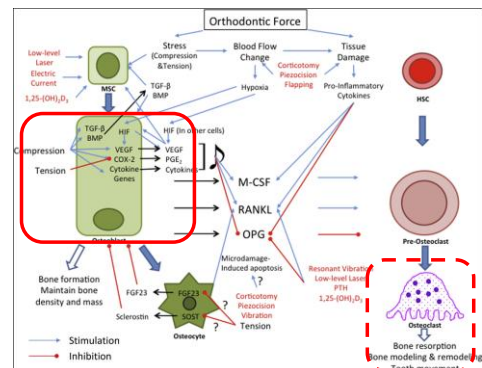 Orthodontic Force
Low-level
Laser
Electric
Current
1,25-(OH)₂D₃
MSC
Stress
(Compression
&Tension)
Blood Flow
Change
Tissue
Damage
Corticotomy
Piezocision
Flapping
TGF-β
BMP
Hypoxia
Pro-Inflammatory
Cytokines
HSC
TGF-β
BMP
HIF
HIF (In other cells)
Compression
Tension
VEGF
COX-2
Cytokine
Genes
VEGF
PGE₂
Cytokines
M-CSF
RANKL
OPG
Osteoblast
Pre-Osteoclast
Bone formation
Maintain bone
density and mass
Microdamage-
Induced apoptosis
Resonant Vibration
Low-level Laser
PTH
1,25-(OH)₂D₃
FGF23
FGF23
Sclerostin
SOST
Osteocyte
?
?
?
Corticotomy
Piezocision
Vibration
Tension
Osteoclast
Bone resorption
Bone modeling & remodeling
Tooth movement
Stimulation
Inhibition